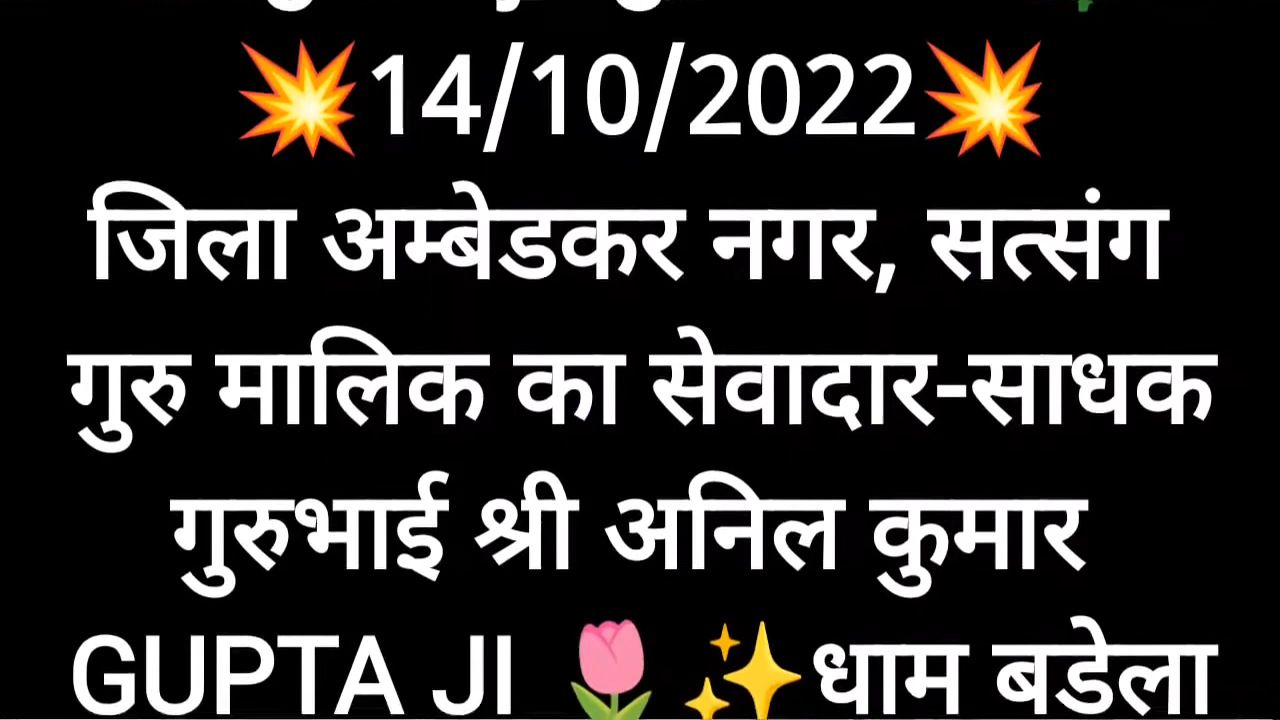 💥14/10/2022💥
जिला अम्बेडकर नगर, सत्संग
गुरु मालिक का सेवादार-साधक
गुरुभाई श्री अनिल कुमार
GUPTA JI 🌷✨धाम बडेला